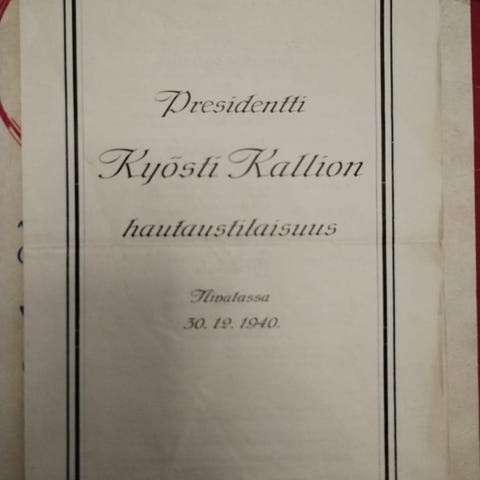 Presidentti
Kyösti Kallion
hautaustilaisuus
Nivalassa
30. 12. 1940.